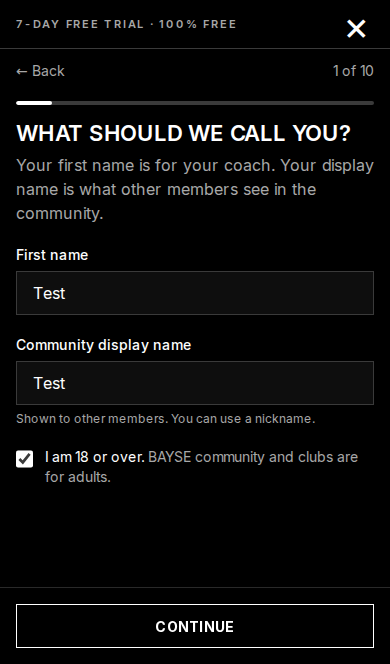 7-DAY FREE TRIAL · 100% FREE
← Back
1 of 10
WHAT SHOULD WE CALL YOU?
Your first name is for your coach. Your display
name is what other members see in the
community.
First name
Test
Community display name
Test
Shown to other members. You can use a nickname.
I am 18 or over. BAYSE community and clubs are
for adults.
CONTINUE